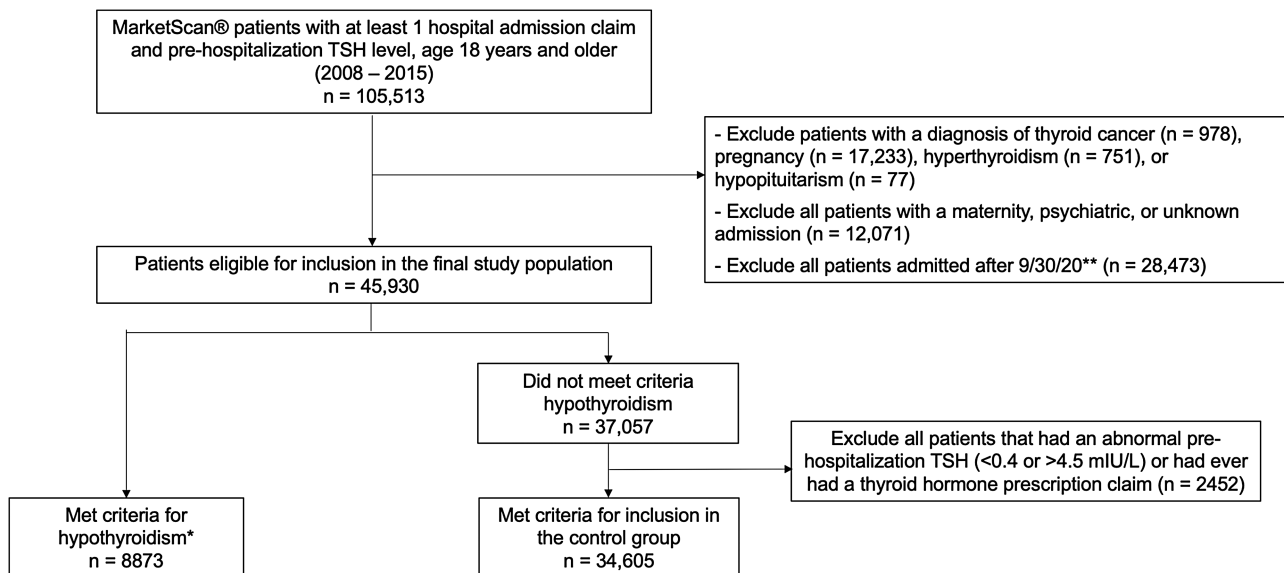 MarketScan® patients with at least 1 hospital admission claim
and pre-hospitalization TSH level, age 18 years and older
(2008 – 2015)
n = 105,513
- Exclude patients with a diagnosis of thyroid cancer (n = 978),
pregnancy (n = 17,233), hyperthyroidism (n = 751), or
hypopituitarism (n = 77)
- Exclude all patients with a maternity, psychiatric, or unknown
admission (n = 12,071)
- Exclude all patients admitted after 9/30/20** (n = 28,473)
Patients eligible for inclusion in the final study population
n = 45,930
Did not meet criteria
hypothyroidism
n = 37,057
Exclude all patients that had an abnormal pre-
hospitalization TSH (<0.4 or >4.5 mIU/L) or had ever
had a thyroid hormone prescription claim (n = 2452)
Met criteria for
hypothyroidism*
n = 8873
Met criteria for inclusion in
the control group
n = 34,605